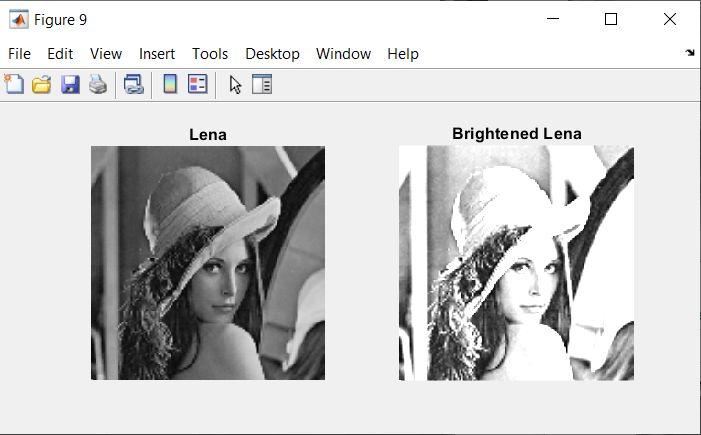 Figure 9
File Edit View Insert Tools Desktop Window Help
Lena
Brightened Lena